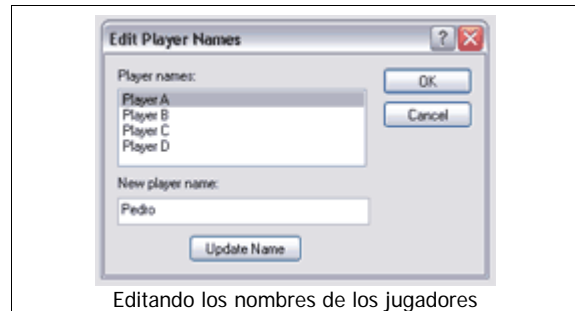 Edit Player Names
Player names:
OK
Player A
Player B
Cancel
Player C
Player D
New player name:
Pedro
Update Name
Editando los nombres de los jugadores